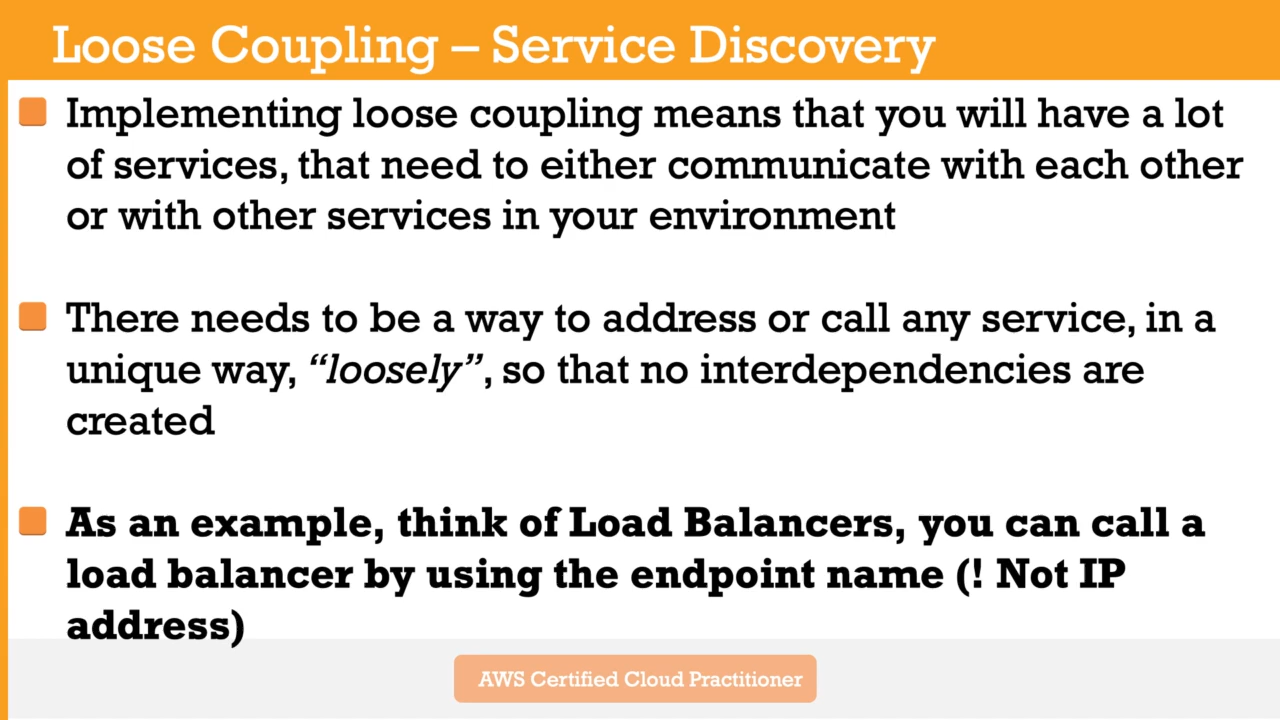 Loose Coupling – Service Discovery
Implementing loose coupling means that you will have a lot
of services, that need to either communicate with each other
or with other services in your environment
There needs to be a way to address or call any service, in a
unique way, “loosely”, so that no interdependencies are
created
As an example, think of Load Balancers, you can call a
load balancer by using the endpoint name (! Not IP
address)
AWS Certified Cloud Practitioner